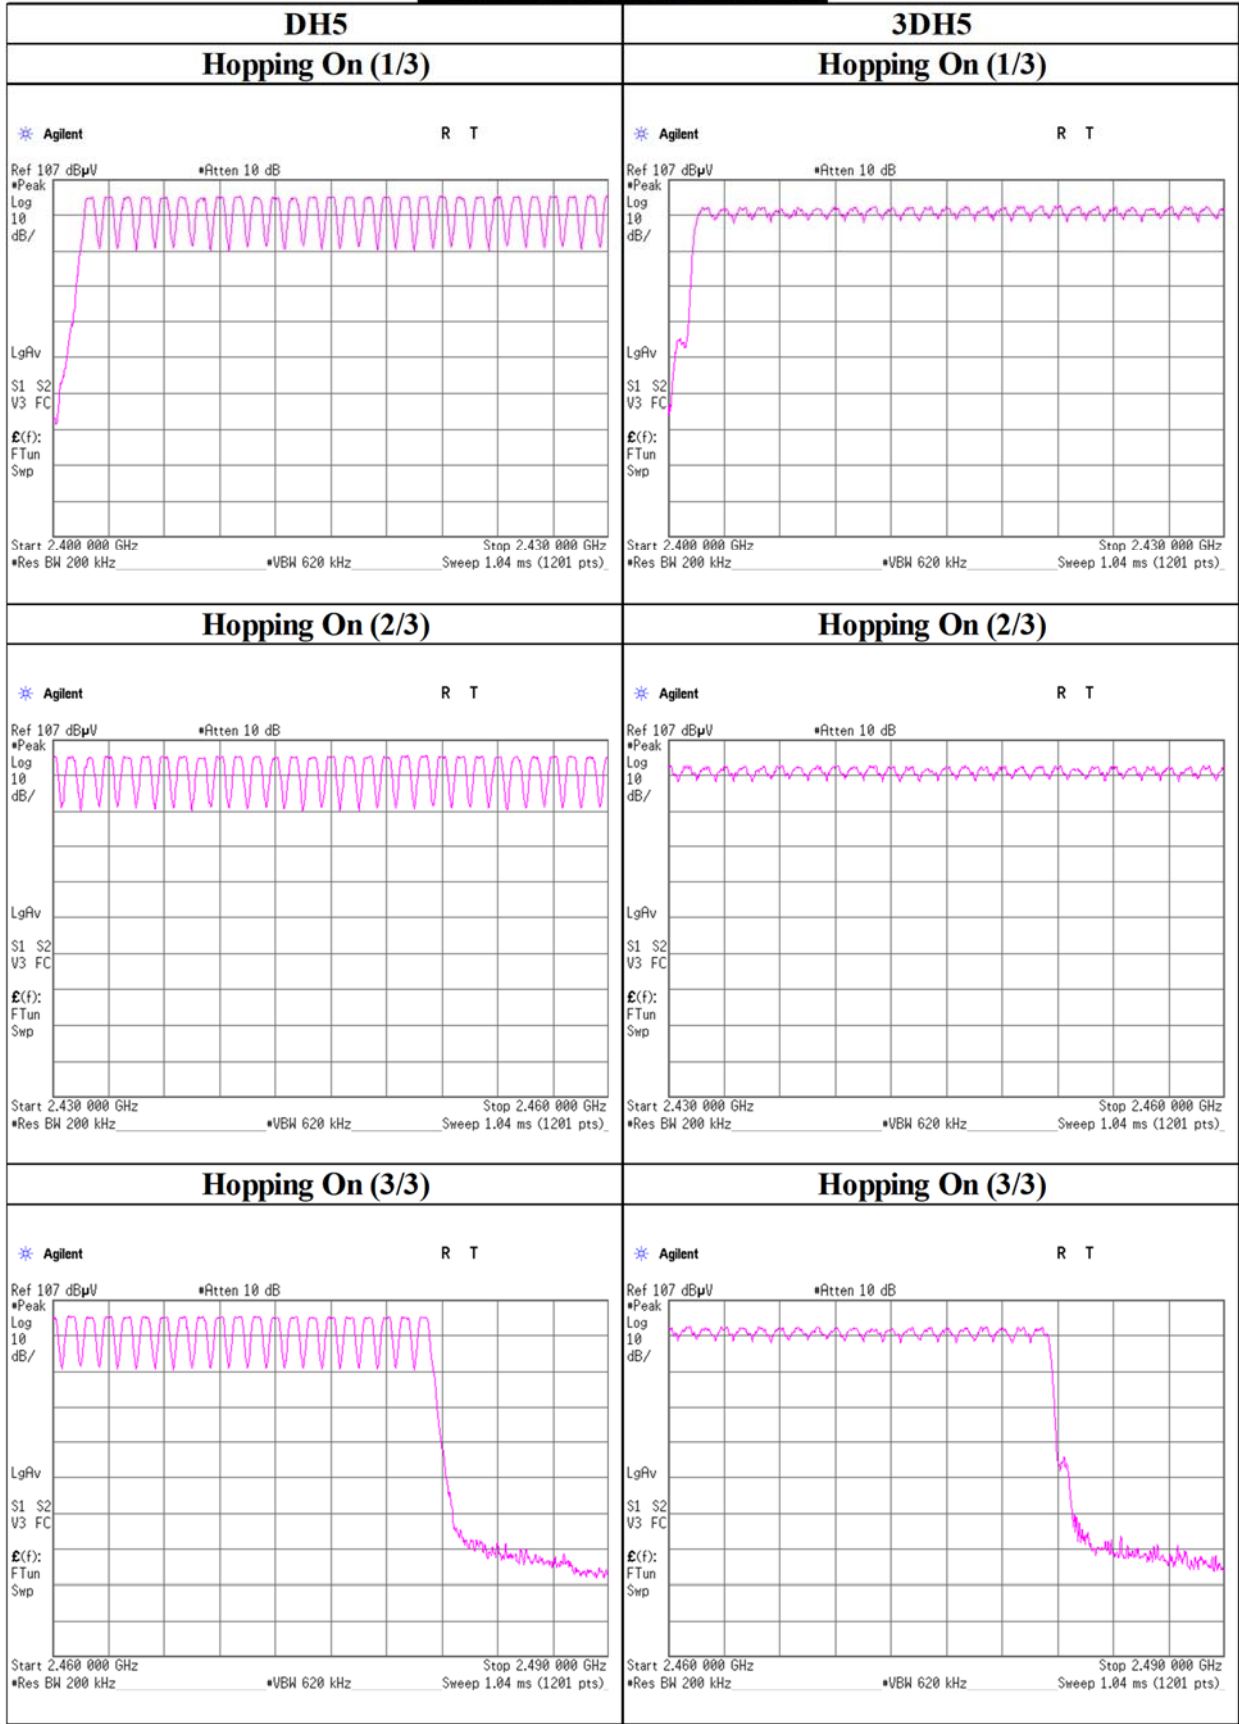 DH5
3DH5
Hopping On (1/3)
Hopping On (1/3)
Agilent
R T
Ref 107 dBµV
*Atten 10 dB
*Peak
Log
10
dB/
LgAv
S1 S2
V3 FC
£(f):
FTun
Swp
Start 2.400 000 GHz
Stop 2.430 000 GHz
*Res BW 200 kHz
*VBW 620 kHz
Sweep 1.04 ms (1201 pts)
Agilent
R T
Ref 107 dBµV
*Atten 10 dB
*Peak
Log
10
dB/
LgAv
S1 S2
V3 FC
£(f):
FTun
Swp
Start 2.400 000 GHz
Stop 2.430 000 GHz
*Res BW 200 kHz
*VBW 620 kHz
Sweep 1.04 ms (1201 pts)
Hopping On (2/3)
Hopping On (2/3)
Agilent
R T
Ref 107 dBµV
*Atten 10 dB
*Peak
Log
10
dB/
LgAv
S1 S2
V3 FC
£(f):
FTun
Swp
Start 2.430 000 GHz
Stop 2.460 000 GHz
*Res BW 200 kHz
*VBW 620 kHz
Sweep 1.04 ms (1201 pts)
Agilent
R T
Ref 107 dBµV
*Atten 10 dB
*Peak
Log
10
dB/
LgAv
S1 S2
V3 FC
£(f):
FTun
Swp
Start 2.430 000 GHz
Stop 2.460 000 GHz
*Res BW 200 kHz
*VBW 620 kHz
Sweep 1.04 ms (1201 pts)
Hopping On (3/3)
Hopping On (3/3)
Agilent
R T
Ref 107 dBµV
*Atten 10 dB
*Peak
Log
10
dB/
LgAv
S1 S2
V3 FC
£(f):
FTun
Swp
Start 2.460 000 GHz
Stop 2.490 000 GHz
*Res BW 200 kHz
*VBW 620 kHz
Sweep 1.04 ms (1201 pts)
Agilent
R T
Ref 107 dBµV
*Atten 10 dB
*Peak
Log
10
dB/
LgAv
S1 S2
V3 FC
£(f):
FTun
Swp
Start 2.460 000 GHz
Stop 2.490 000 GHz
*Res BW 200 kHz
*VBW 620 kHz
Sweep 1.04 ms (1201 pts)